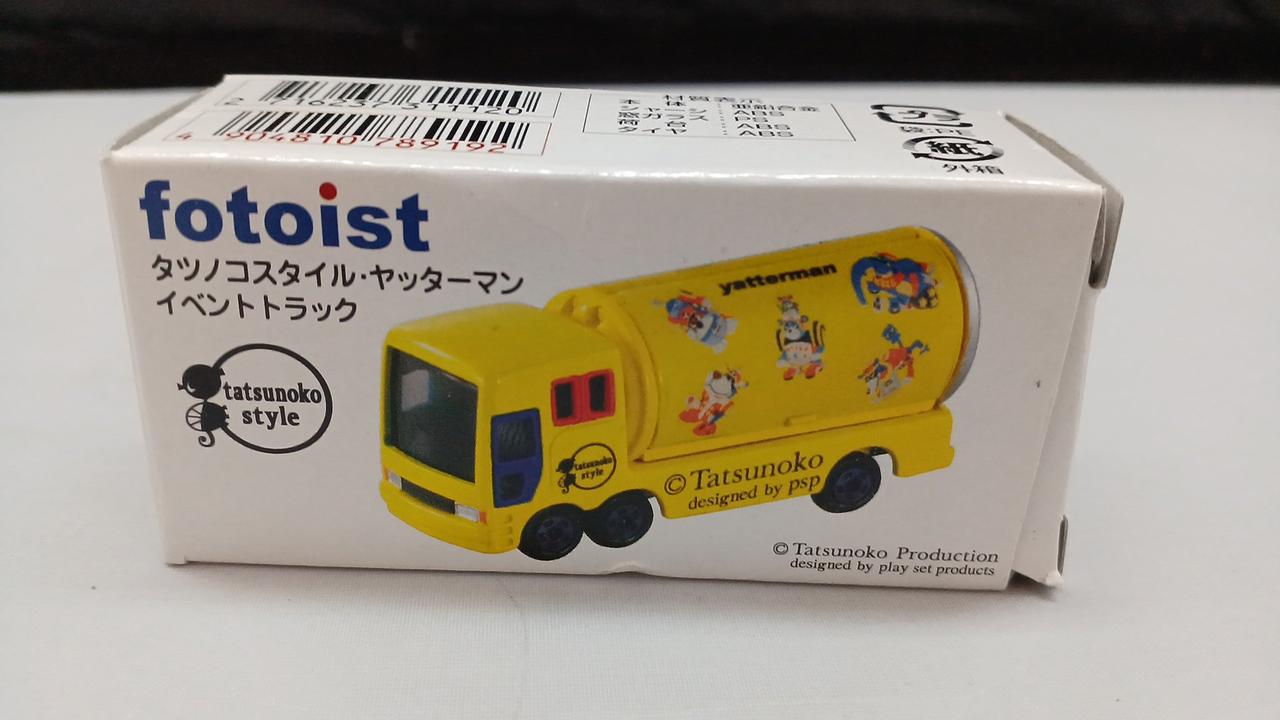 4 904810 789192
紙
外箱
fotoist
タツノコスタイル・ヤッターマン
イベントトラック
tatsunoko
style
yatterman
tatsunoko
style
© Tatsunoko
designed by psp
© Tatsunoko Production
designed by play set products